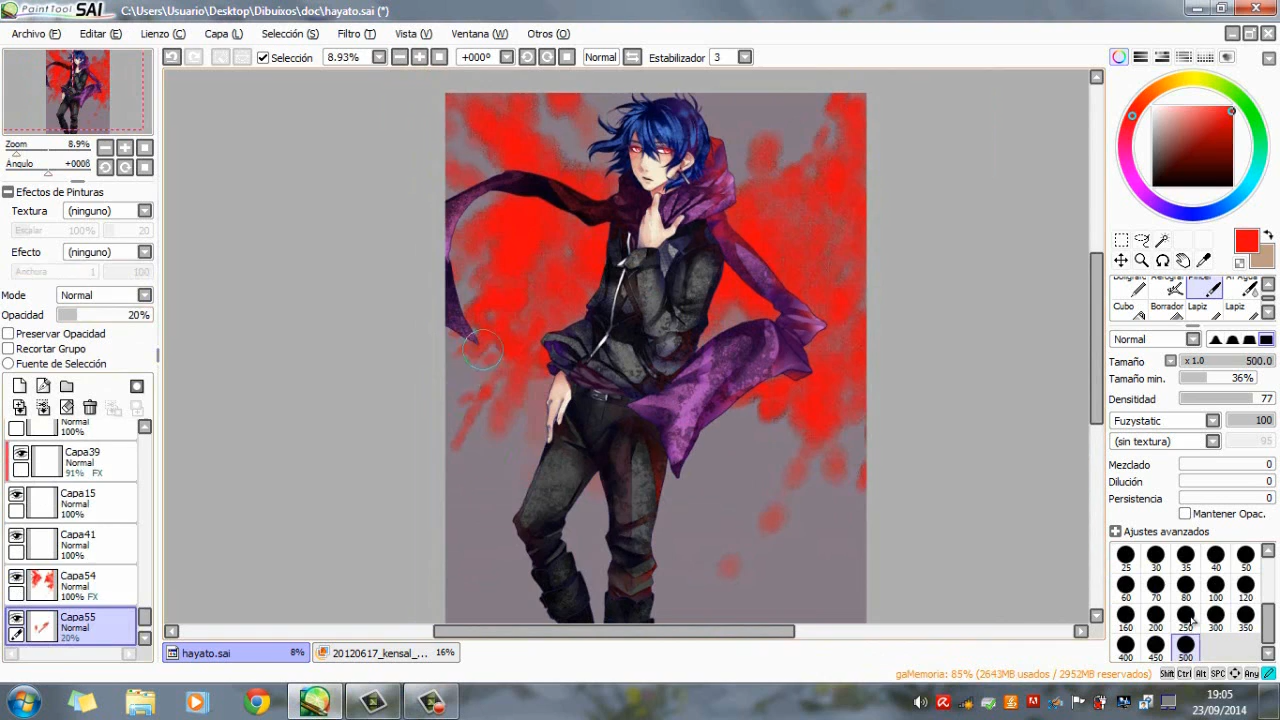 PaintTool SAI C:\Users\Usuario\Desktop\Dibuixos\doc\hayato.sai (*)
Archivo (F) Editar (E) Lienzo (C) Capa (L) Selección (S) Filtro (T) Vista (V) Ventana (W) Otros (O)
Selección 8.93% +000º Normal Estabilizador 3
Zoom 8.9%
Ángulo +000ß
Efectos de Pinturas
Textura (ninguno)
Escalar 100% 20
Efecto (ninguno)
Anchora 1 100
Mode Normal
Opacidad 20%
Preservar Opacidad
Recortar Grupo
Fuente de Selección
Normal
100%
Capa39
Normal
91% FX
Capa15
Normal
100%
Capa41
Normal
100%
Capa54
Normal
100% FX
Capa55
Normal
20%
Cubo Borrador Lapiz Lapiz
Normal
Tamaño x 1.0 500.0
Tamaño min. 36%
Densitidad 77
Fuzystatic 100
(sin textura) 95
Mezclado 0
Dilución 0
Persistencia 0
Mantener Opac.
Ajustes avanzados
25 30 35 40 50
60 70 80 100 120
160 200 250 300 350
400 450 500
hayato.sai 8% 20120617_kensal_... 16%
gaMemoria: 85% (2643MB usados / 2952MB reservados) Shift Ctrl Alt SPC Any
19:05
23/09/2014